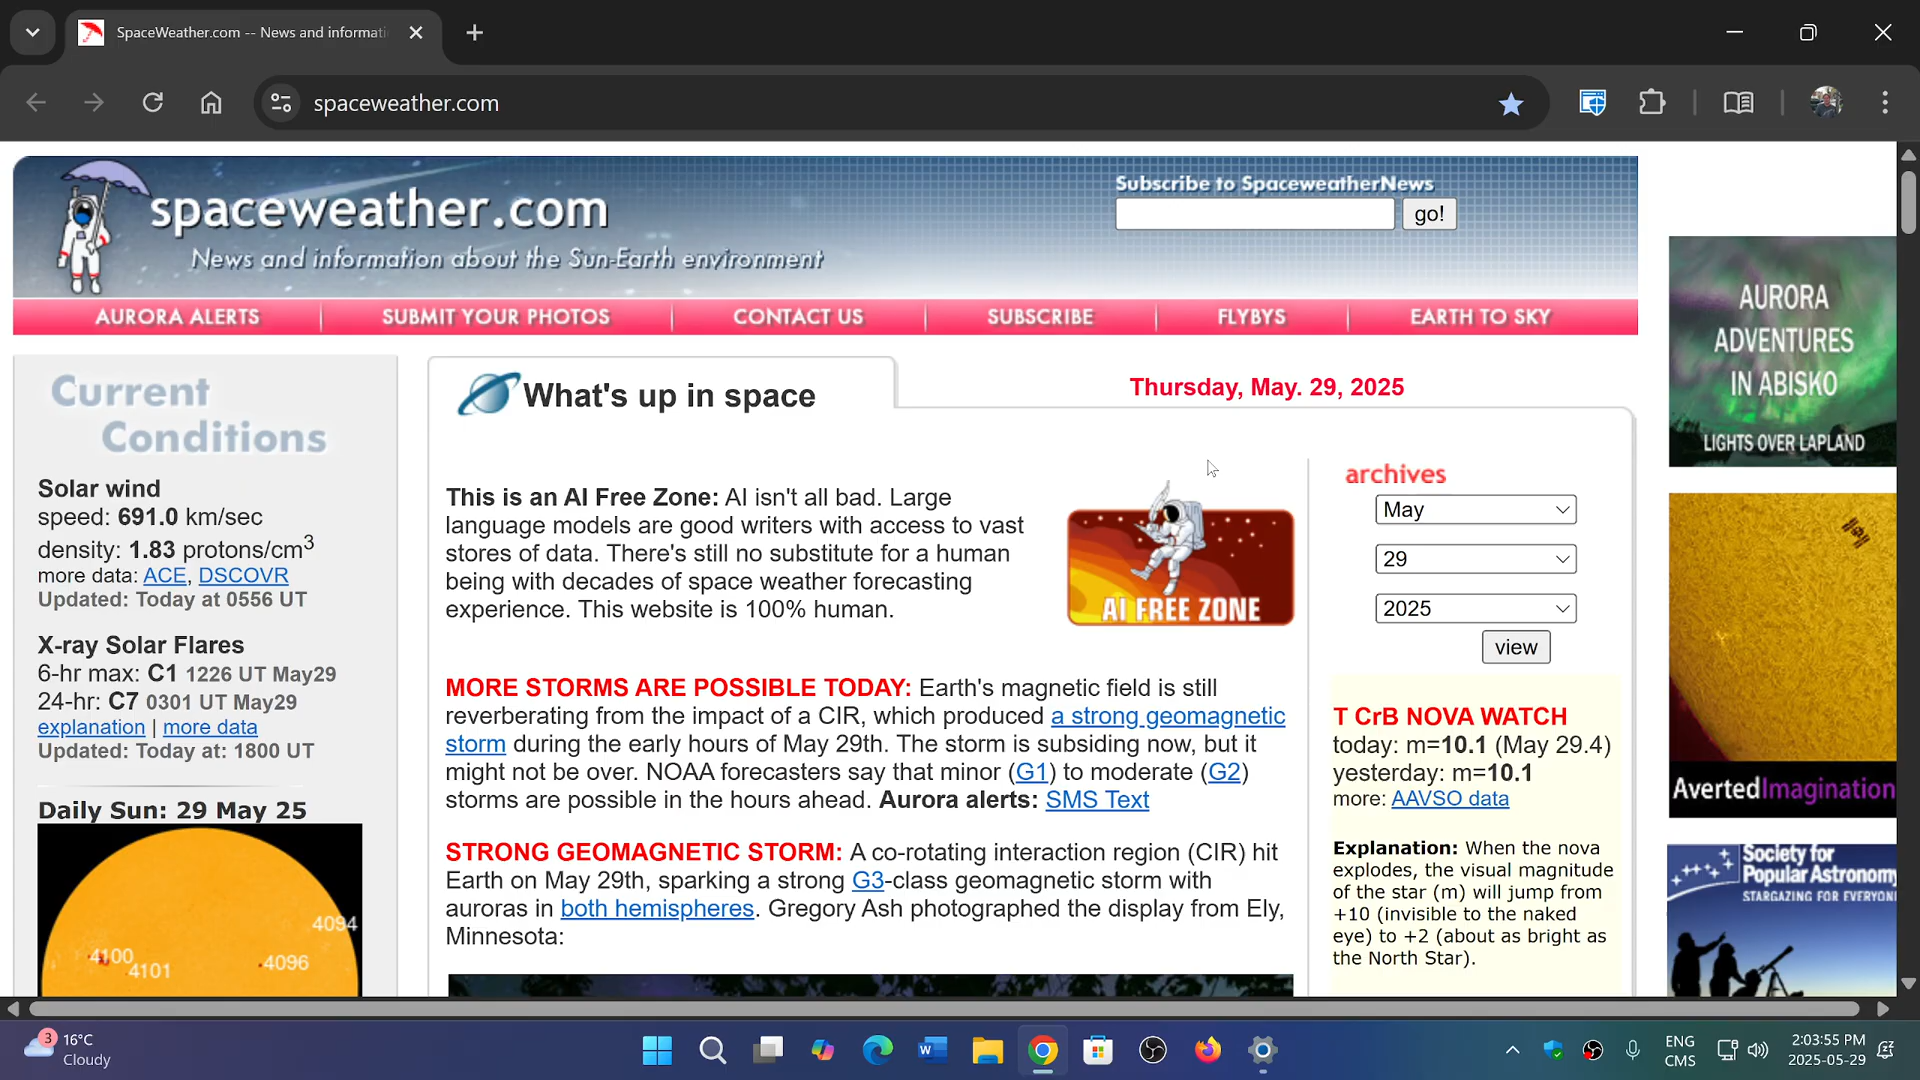 SpaceWeather.com -- News and informati
spaceweather.com
spaceweather.com
News and information about the Sun-Earth environment
Subscribe to SpaceweatherNews
go!
AURORA ALERTS
SUBMIT YOUR PHOTOS
CONTACT US
SUBSCRIBE
FLYBYS
EARTH TO SKY
Current
Conditions
Solar wind
speed: 691.0 km/sec
density: 1.83 protons/cm3
more data: ACE, DSCOVR
Updated: Today at 0556 UT
X-ray Solar Flares
6-hr max: C1 1226 UT May29
24-hr: C7 0301 UT May29
explanation | more data
Updated: Today at: 1800 UT
Daily Sun: 29 May 25
4094
4100
4101
4096
What's up in space
Thursday, May. 29, 2025
This is an AI Free Zone: AI isn't all bad. Large
language models are good writers with access to vast
stores of data. There's still no substitute for a human
being with decades of space weather forecasting
experience. This website is 100% human.
AI FREE ZONE
MORE STORMS ARE POSSIBLE TODAY: Earth's magnetic field is still
reverberating from the impact of a CIR, which produced a strong geomagnetic
storm during the early hours of May 29th. The storm is subsiding now, but it
might not be over. NOAA forecasters say that minor (G1) to moderate (G2)
storms are possible in the hours ahead. Aurora alerts: SMS Text
STRONG GEOMAGNETIC STORM: A co-rotating interaction region (CIR) hit
Earth on May 29th, sparking a strong G3-class geomagnetic storm with
auroras in both hemispheres. Gregory Ash photographed the display from Ely,
Minnesota:
archives
May
29
2025
view
T CrB NOVA WATCH
today: m=10.1 (May 29.4)
yesterday: m=10.1
more: AAVSO data
Explanation: When the nova
explodes, the visual magnitude
of the star (m) will jump from
+10 (invisible to the naked
eye) to +2 (about as bright as
the North Star).
AURORA
ADVENTURES
IN ABISKO
LIGHTS OVER LAPLAND
AvertedImagination
Society for
Popular Astronomy
STARGAZING FOR EVERYON
3
16°C
Cloudy
ENG
CMS
2:03:55 PM
2025-05-29